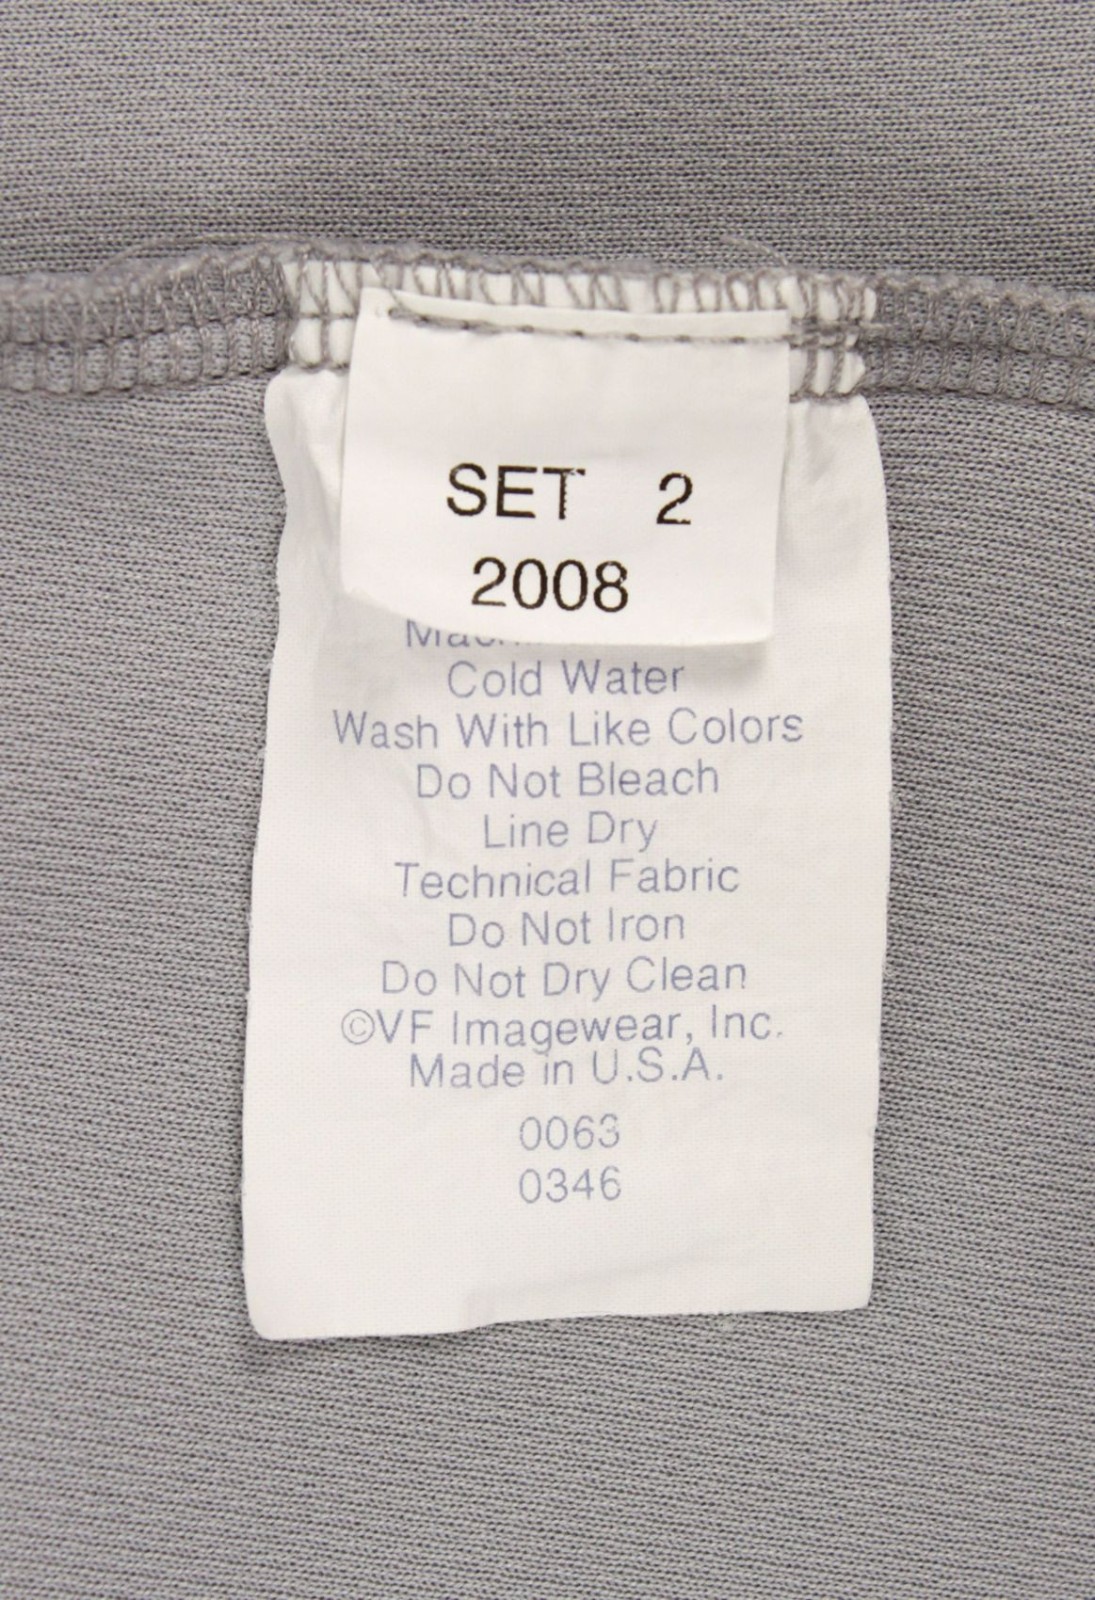 SET 2
2008
Cold Water
Wash With Like Colors
Do Not Bleach
Line Dry
Technical Fabric
Do Not Iron
Do Not Dry Clean
©VF Imagewear, Inc.
Made in U.S.A.
0063
0346